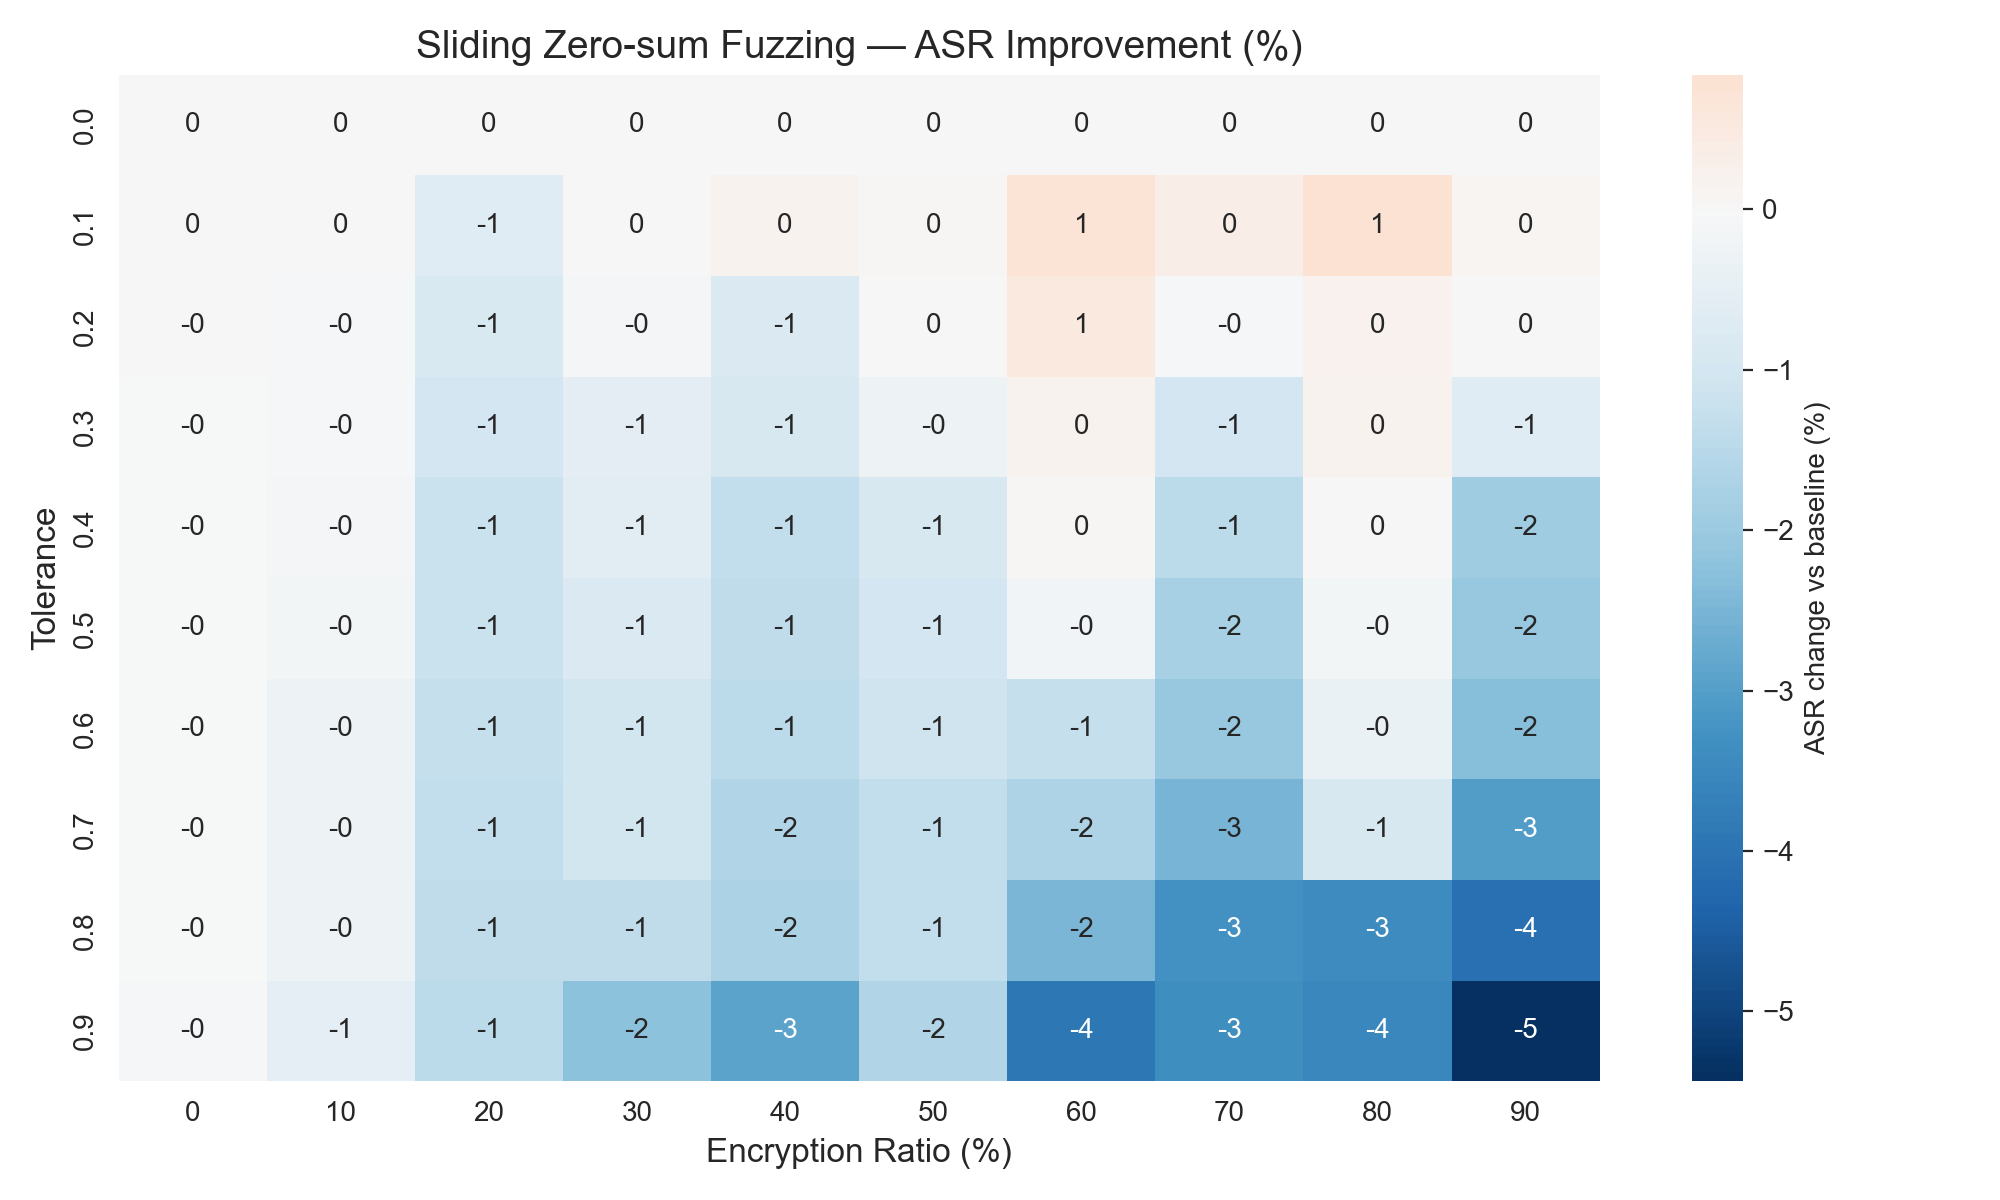 Sliding Zero-sum Fuzzing — ASR Improvement (%)
0.0 0 0 0 0 0 0 0 0 0 0
0.1 0 0 -1 0 0 0 1 0 1 0
0.2 -0 -0 -1 -0 -1 0 1 -0 0 0
0.3 -0 -0 -1 -1 -1 -0 0 -1 0 -1
0.4 -0 -0 -1 -1 -1 -1 0 -1 0 -2
0.5 -0 -0 -1 -1 -1 -1 -0 -2 -0 -2
0.6 -0 -0 -1 -1 -1 -1 -1 -2 -0 -2
0.7 -0 -0 -1 -1 -2 -1 -2 -3 -1 -3
0.8 -0 -0 -1 -1 -2 -1 -2 -3 -3 -4
0.9 -0 -1 -1 -2 -3 -2 -4 -3 -4 -5
0 10 20 30 40 50 60 70 80 90
Encryption Ratio (%)
Tolerance
0
−1
−2
−3
−4
−5
ASR change vs baseline (%)